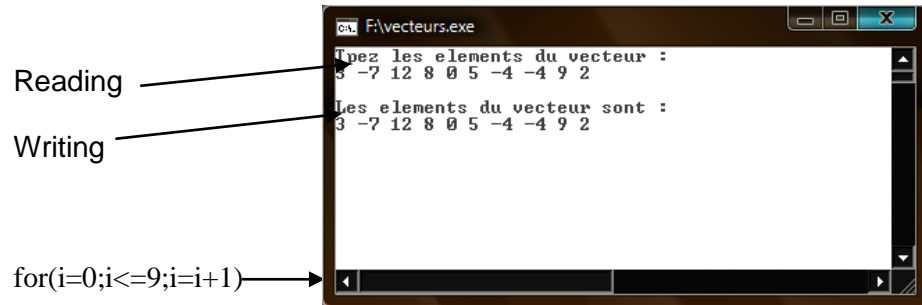 F:\vecteurs.exe
Tpez les elements du vecteur :
3 -7 12 8 0 5 -4 -4 9 2
Reading
Les elements du vecteur sont :
3 -7 12 8 0 5 -4 -4 9 2
Writing
for(i=0;i<=9;i=i+1)